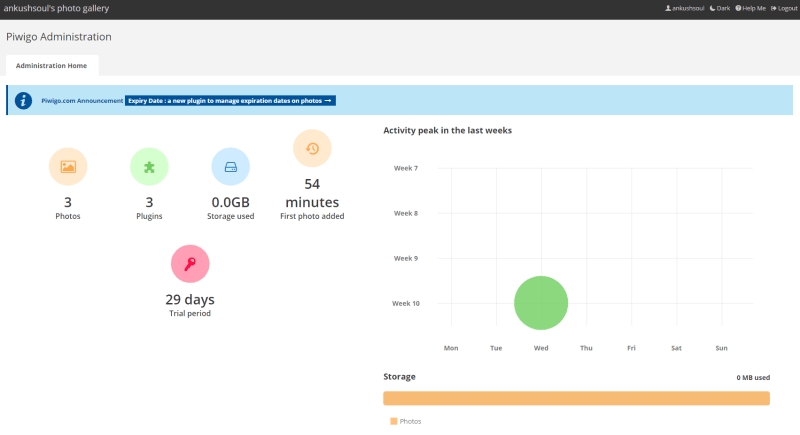 ankushsoul's photo gallery
ankushsoul Dark Help Me Logout
Piwigo Administration
Administration Home
Piwigo.com Announcement Expiry Date : a new plugin to manage expiration dates on photos →
3
Photos
3
Plugins
0.0GB
Storage used
54
minutes
First photo added
29 days
Trial period
Activity peak in the last weeks
Week 7
Week 8
Week 9
Week 10
Mon Tue Wed Thu Fri Sat Sun
Storage 0 MB used
Photos